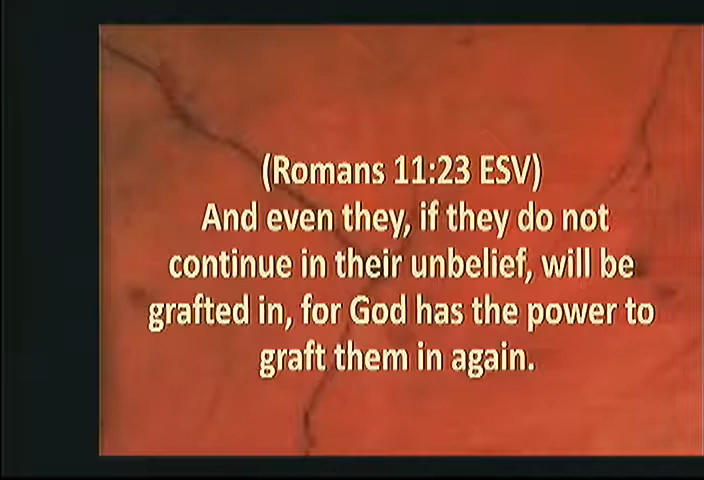 (Romans 11:23 ESV)
And even they, if they do not
continue in their unbelief, will be
grafted in, for God has the power to
graft them in again.